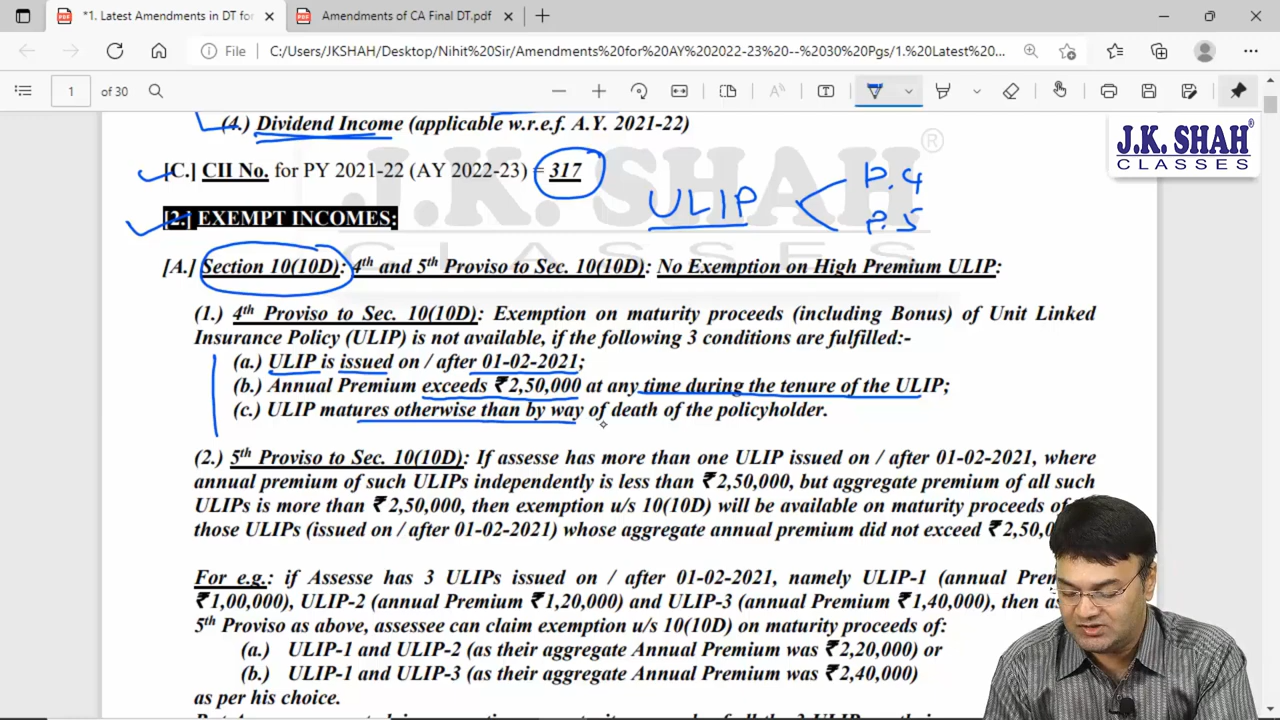 *1. Latest Amendments in DT for
Amendments of CA Final DT.pdf
File
C:/Users/JKSHAH/Desktop/Nihit%20Sir/Amendments%20for%20AY%202022-23%20--%2030%20Pgs/1.%20Latest%20...
1
of 30
J.K. SHAH
CLASSES
(4.) Dividend Income (applicable w.r.e.f. A.Y. 2021-22)
[C.] CII No. for PY 2021-22 (AY 2022-23) = 317
ULIP
P.4
P.5
[2.] EXEMPT INCOMES:
[A.] Section 10(10D): 4th and 5th Proviso to Sec. 10(10D): No Exemption on High Premium ULIP:
(1.) 4th Proviso to Sec. 10(10D): Exemption on maturity proceeds (including Bonus) of Unit Linked
Insurance Policy (ULIP) is not available, if the following 3 conditions are fulfilled:-
(a.) ULIP is issued on / after 01-02-2021;
(b.) Annual Premium exceeds ₹2,50,000 at any time during the tenure of the ULIP;
(c.) ULIP matures otherwise than by way of death of the policyholder.
(2.) 5th Proviso to Sec. 10(10D): If assesse has more than one ULIP issued on / after 01-02-2021, where
annual premium of such ULIPs independently is less than ₹2,50,000, but aggregate premium of all such
ULIPs is more than ₹2,50,000, then exemption u/s 10(10D) will be available on maturity proceeds of
those ULIPs (issued on / after 01-02-2021) whose aggregate annual premium did not exceed ₹2,50,0
For e.g.: if Assesse has 3 ULIPs issued on / after 01-02-2021, namely ULIP-1 (annual Prem
₹1,00,000), ULIP-2 (annual Premium ₹1,20,000) and ULIP-3 (annual Premium ₹1,40,000), then as
5th Proviso as above, assessee can claim exemption u/s 10(10D) on maturity proceeds of:
(a.) ULIP-1 and ULIP-2 (as their aggregate Annual Premium was ₹2,20,000) or
(b.) ULIP-1 and ULIP-3 (as their aggregate Annual Premium was ₹2,40,000)
as per his choice.
J.K. SHAH
CLASSES